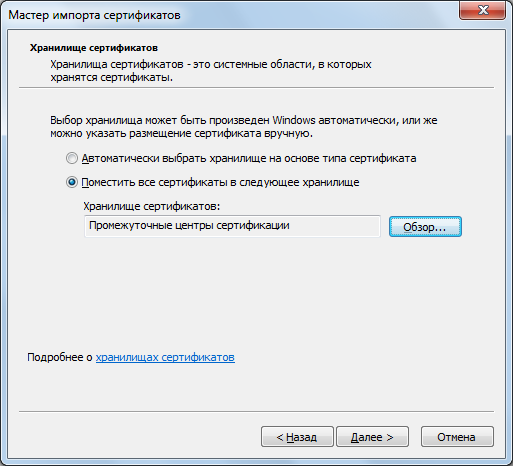 Мастер импорта сертификатов
Хранилище сертификатов
Хранилища сертификатов - это системные области, в которых
хранятся сертификаты.
Выбор хранилища может быть произведен Windows автоматически, или же
можно указать размещение сертификата вручную.
Автоматически выбрать хранилище на основе типа сертификата
Поместить все сертификаты в следующее хранилище
Хранилище сертификатов:
Промежуточные центры сертификации
Обзор...
Подробнее о хранилищах сертификатов
< Назад
Далее >
Отмена